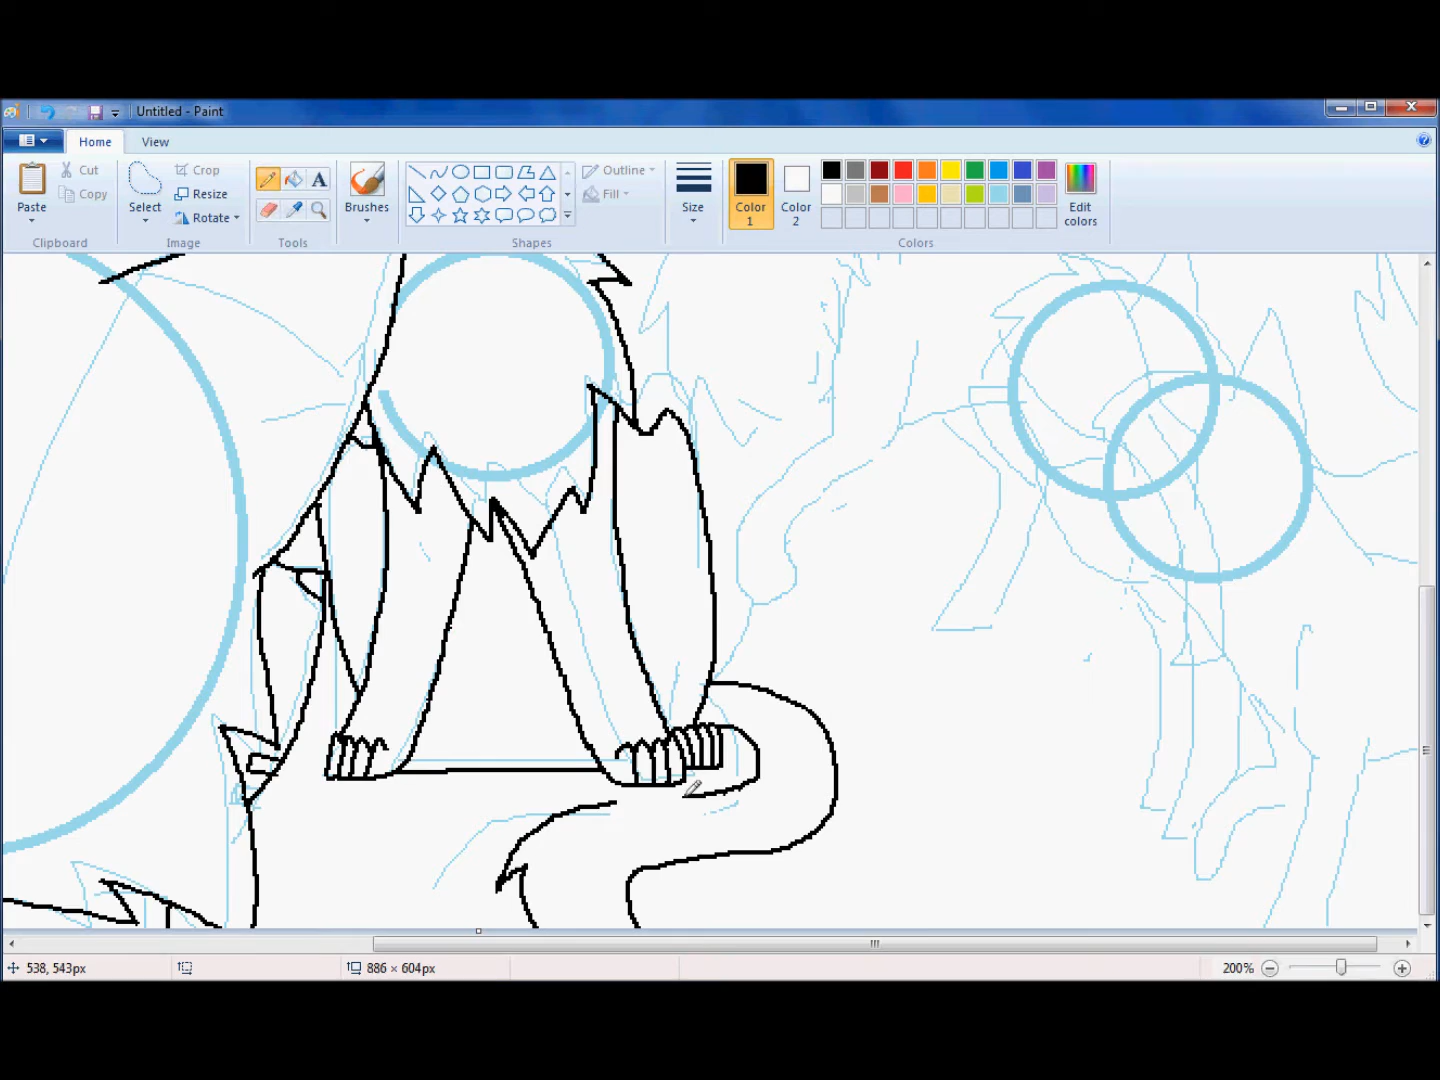 Untitled - Paint
Home View
Paste
Cut
Copy
Clipboard
Select
Crop
Resize
Rotate
Image
A
Tools
Brushes
Shapes
Outline
Fill
Size
Color 1
Color 2
Edit colors
Colors
538, 543px
886 × 604px
200%